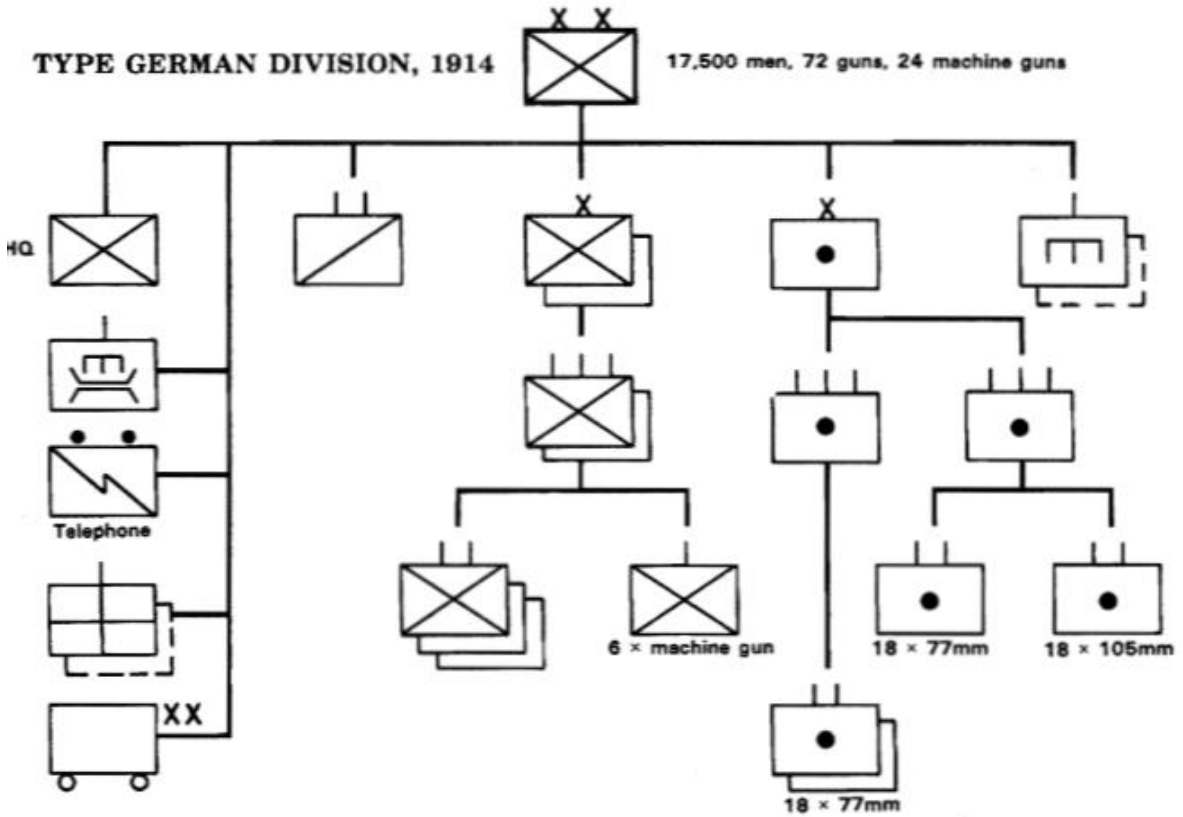 TYPE GERMAN DIVISION, 1914
17,500 men, 72 guns, 24 machine guns
HQ
Telephone
6 × machine gun
18 × 77mm
18 × 105mm
XX
18 × 77mm